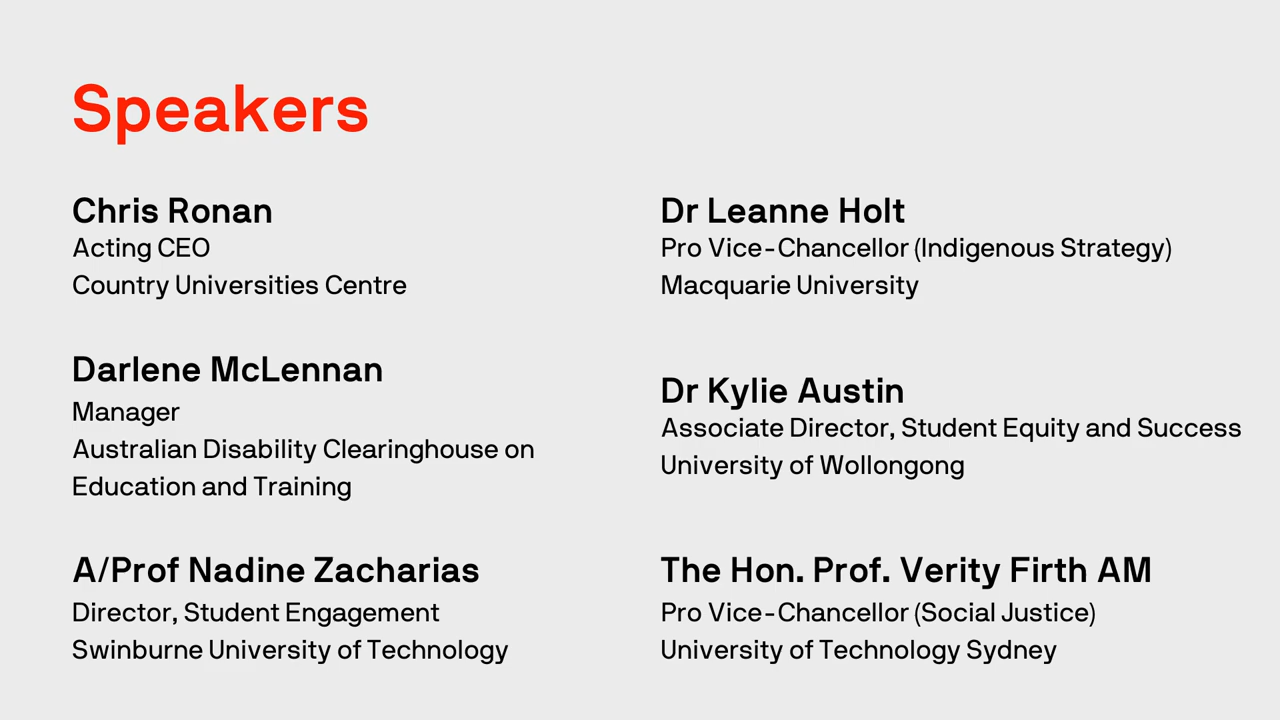 Speakers
Chris Ronan
Acting CEO
Country Universities Centre
Darlene McLennan
Manager
Australian Disability Clearinghouse on
Education and Training
A/Prof Nadine Zacharias
Director, Student Engagement
Swinburne University of Technology
Dr Leanne Holt
Pro Vice-Chancellor (Indigenous Strategy)
Macquarie University
Dr Kylie Austin
Associate Director, Student Equity and Success
University of Wollongong
The Hon. Prof. Verity Firth AM
Pro Vice-Chancellor (Social Justice)
University of Technology Sydney